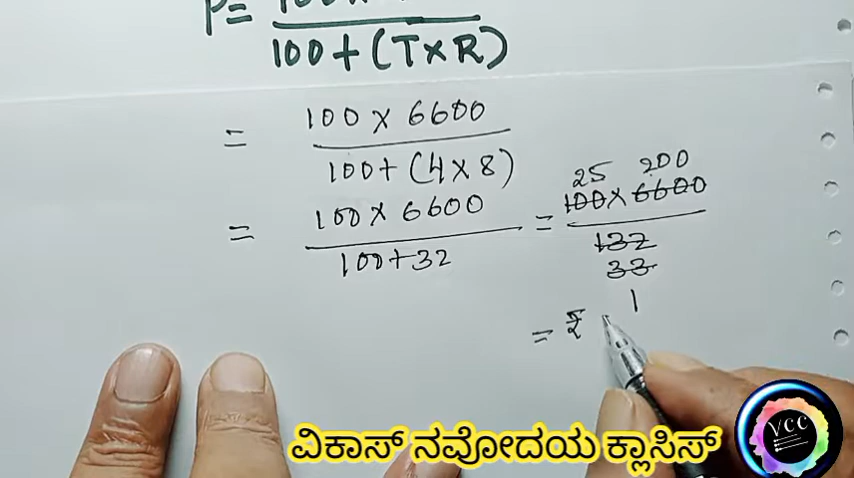 P=
100+(T×R)
= 100 × 6600
100+(4×8)
= 100 × 6600
100+32
= 25 200
100×6600
132
33
1
= ₹
ವಿಕಾಸ್ ನವೋದಯ ಕ್ಲಾಸಿಸ್
VCC